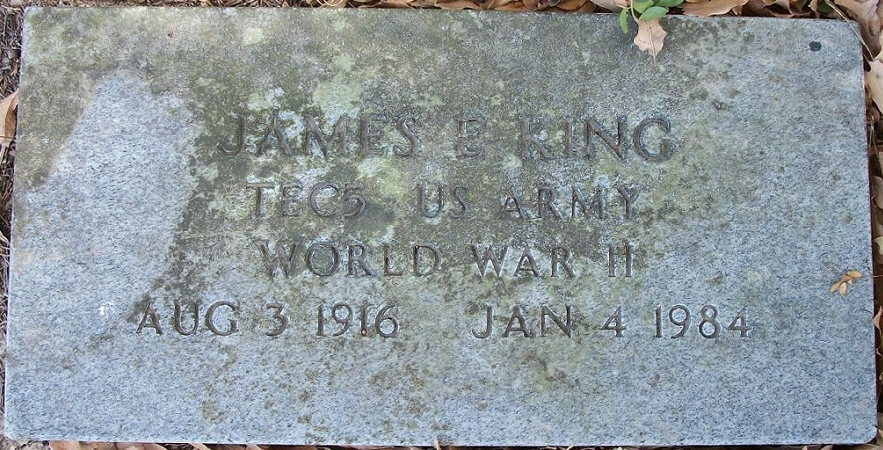 JAMES E KING
TEC5 US ARMY
WORLD WAR II
AUG 3 1916 JAN 4 1984